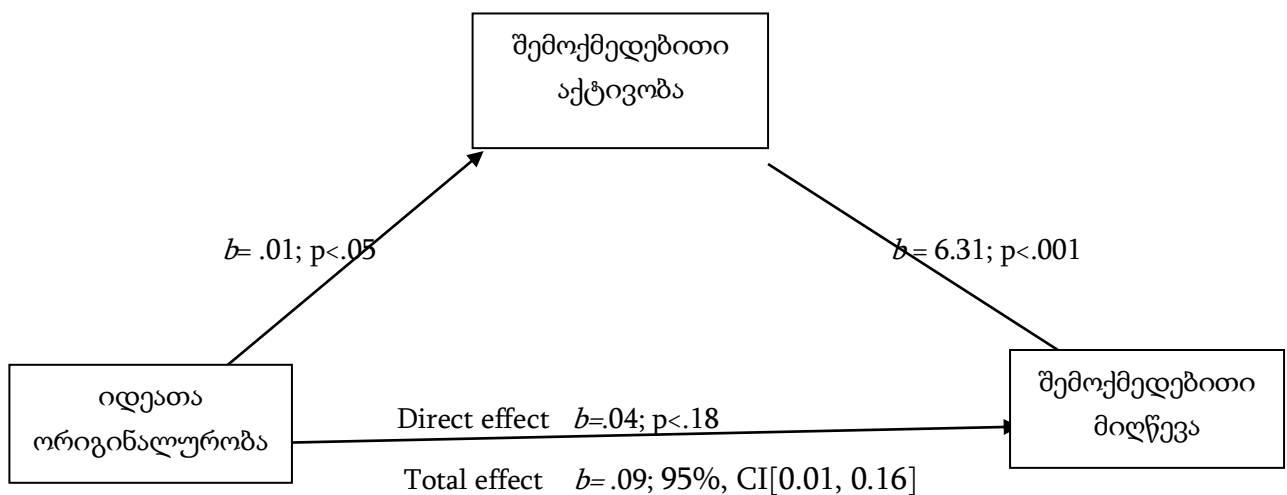 შემოქმედებითი
აქტივობა
b= .01; p<.05
b = 6.31; p<.001
იდეათა
ორიგინალურობა
Direct effect b=.04; p<.18
შემოქმედებითი
მიღწევა
Total effect b= .09; 95%, CI[0.01, 0.16]